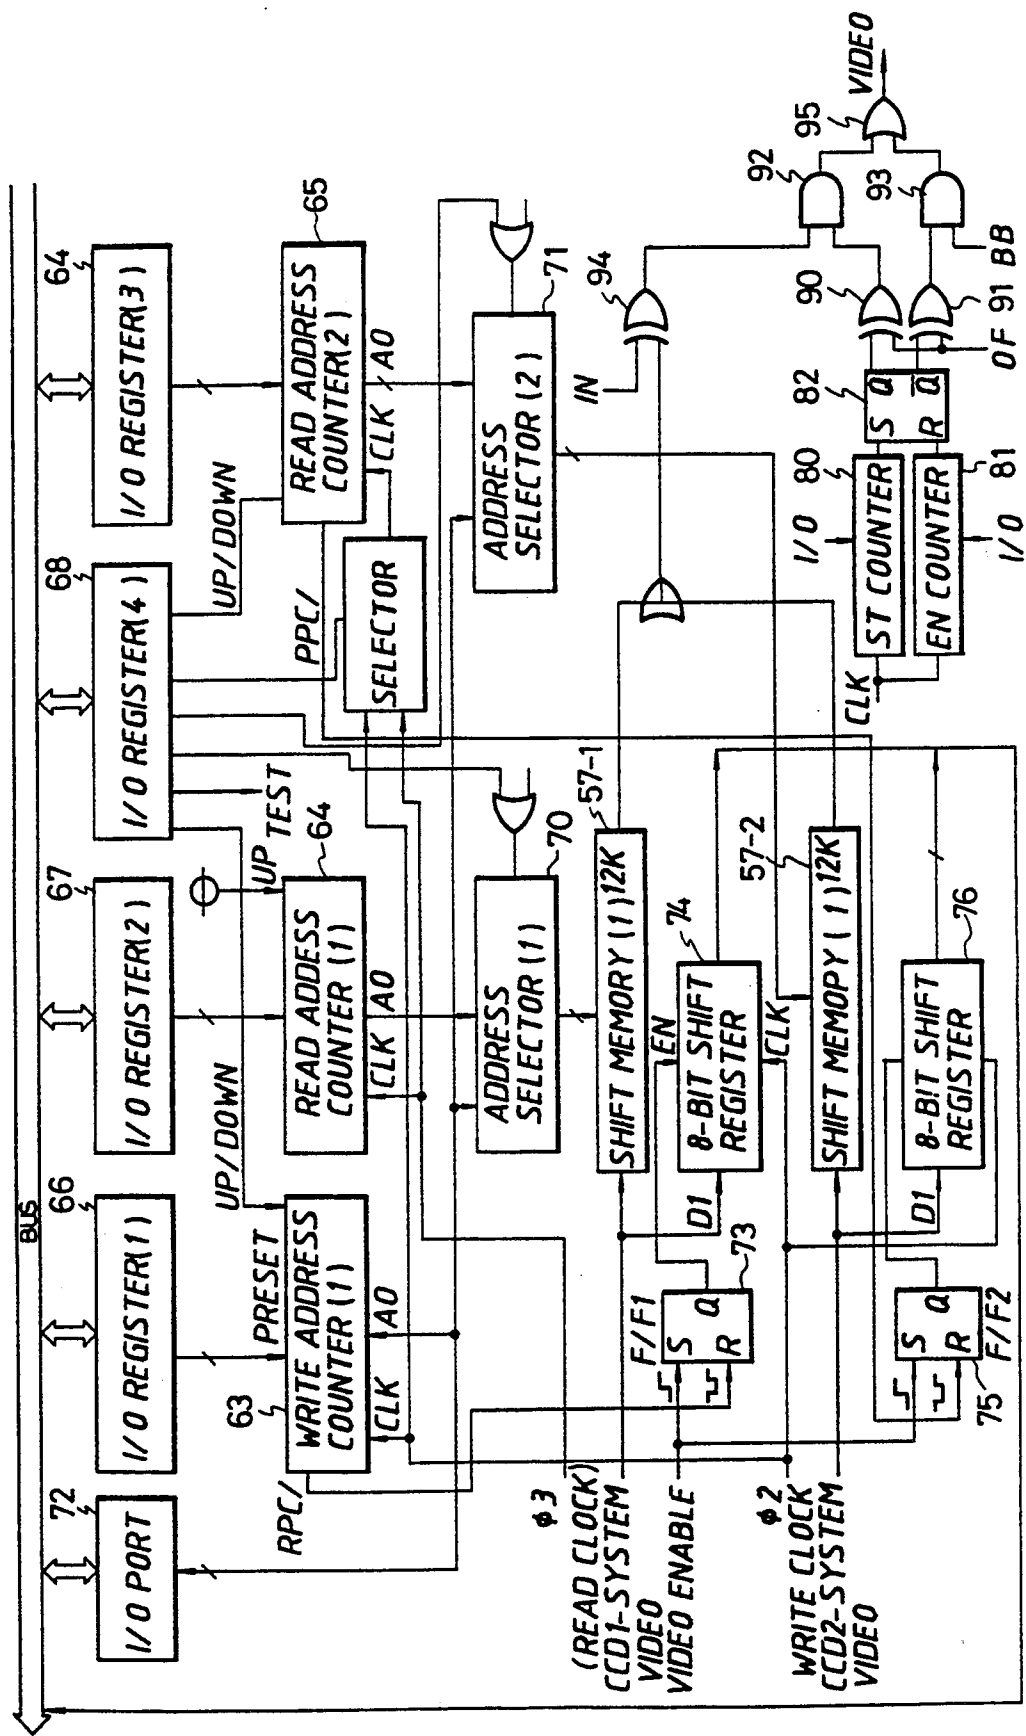 BUS
72
I/O PORT
66
I/O REGISTER(1)
67
I/O REGISTER(2)
68
I/O REGISTER(4)
64
I/O REGISTER(3)
PRESET
UP/DOWN
UP
TEST
UP/DOWN
63
WRITE ADDRESS
COUNTER(1)
RPC/
CLK
AO
READ ADDESS
COUNTER (1)
64
CLK
AO
PPC/
SELECTOR
READ ADDRESS
COUNTER(2)
65
CLK
AO
ADDRESS
SELECTOR(1)
70
ADDRESS
SELECTOR(2)
71
φ3
(READ CLOCK)
CCD1-SYSTEM
VIDEO
VIDEO ENABLE
φ2
WRITE CLOCK
CCD2-SYSTEM
VIDEO
SHIFT MEMORY(1)12K
57-1
F/F1
S
R
Q
73
D1
EN
8-BIT SHIFT
REGISTER
74
CLK
SHIFT MEMOPY(1)12K
57-2
F/F2
S
R
Q
75
D1
8-BIT SHIFT
REGISTER
76
IN
94
92
95
VIDEO
93
CLK
I/O
80
ST COUNTER
EN COUNTER
81
I/O
82
S
Q
R
Q̅
90
91
OF
BB